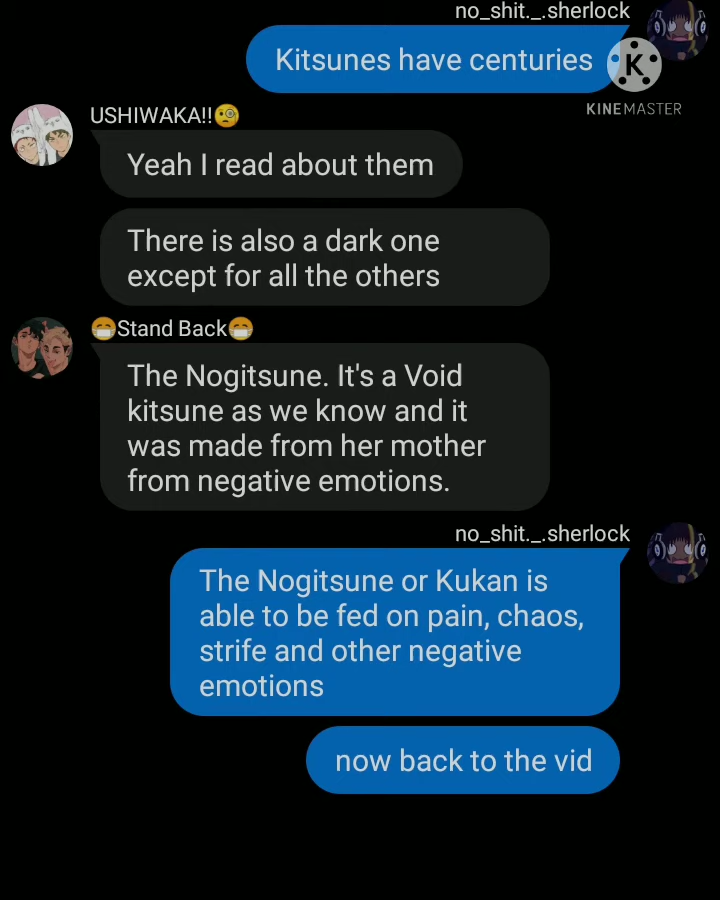 no_shit._.sherlock
Kitsunes have centuries
K
KINEMASTER
USHIWAKA!!🧐
Yeah I read about them
There is also a dark one
except for all the others
😷Stand Back😷
The Nogitsune. It's a Void
kitsune as we know and it
was made from her mother
from negative emotions.
no_shit._.sherlock
The Nogitsune or Kukan is
able to be fed on pain, chaos,
strife and other negative
emotions
now back to the vid